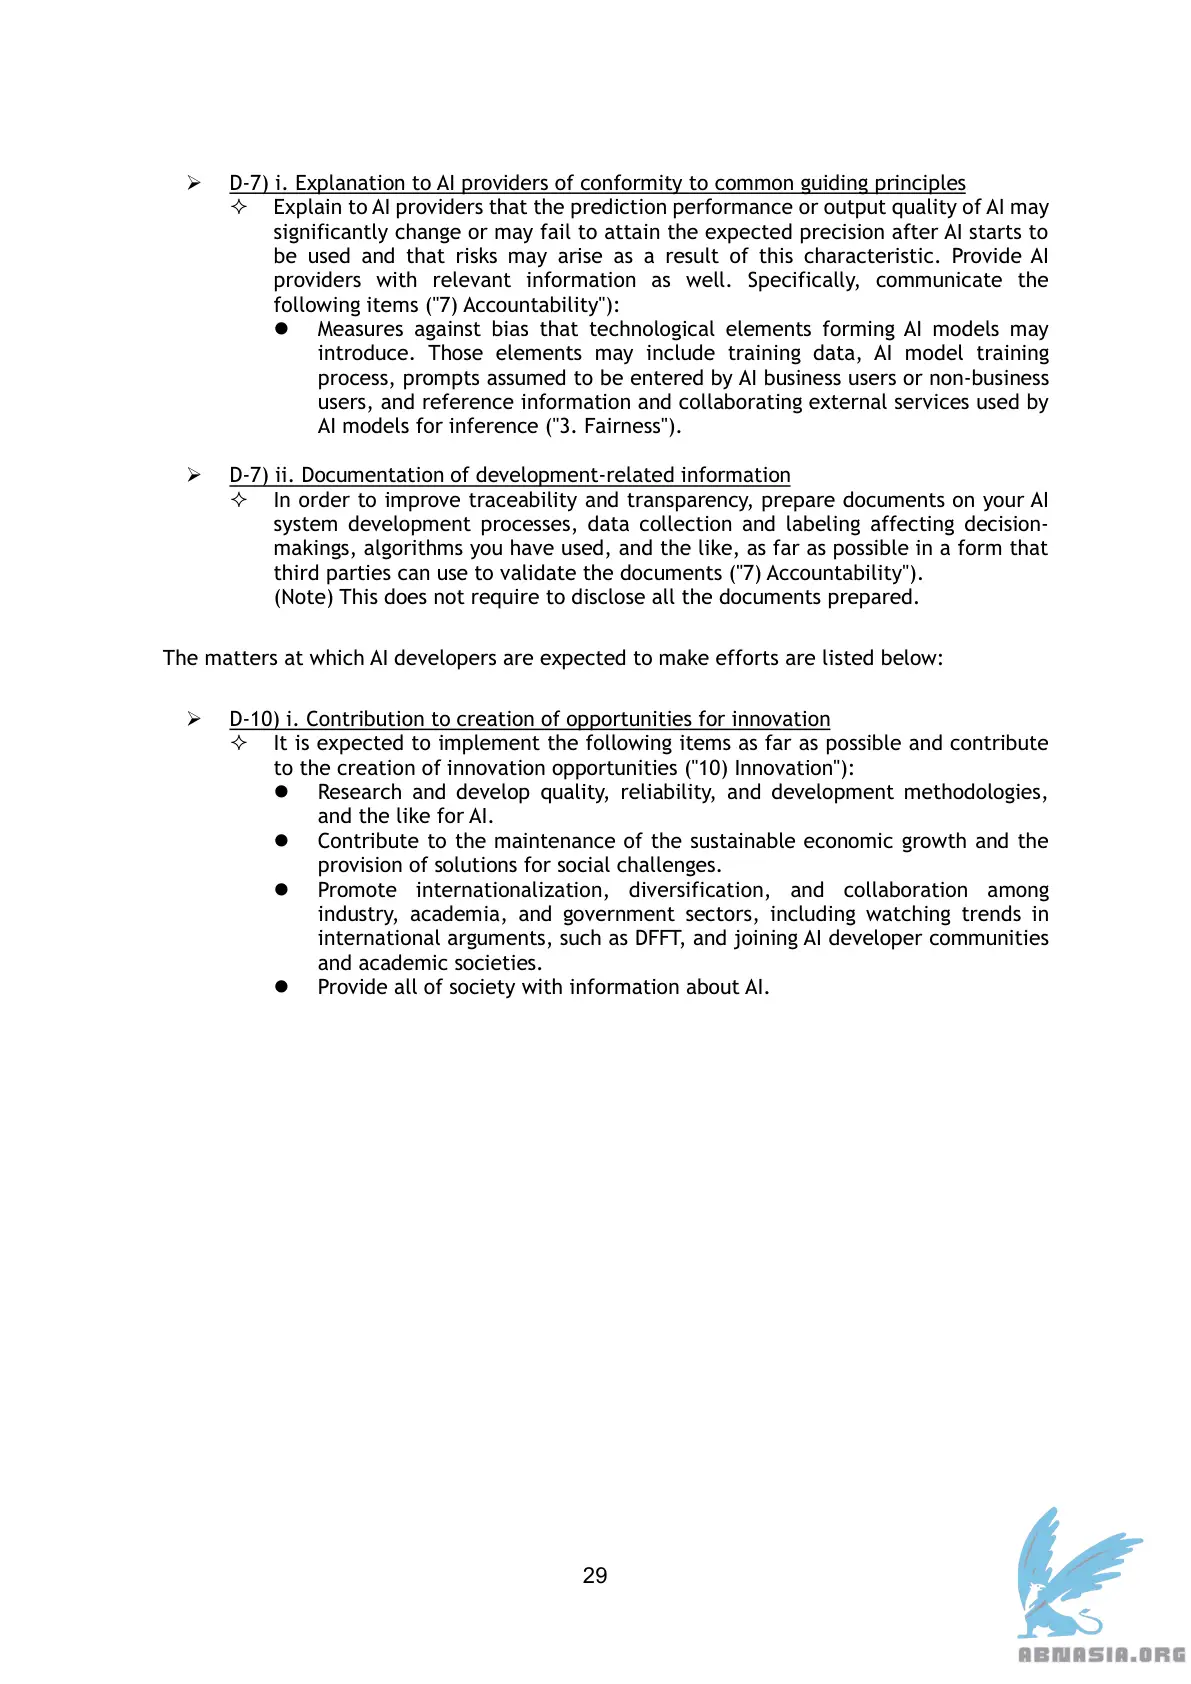 ➢ D-7) i. Explanation to AI providers of conformity to common guiding principles
✧ Explain to AI providers that the prediction performance or output quality of AI may
significantly change or may fail to attain the expected precision after AI starts to
be used and that risks may arise as a result of this characteristic. Provide AI
providers with relevant information as well. Specifically, communicate the
following items ("7) Accountability"):
● Measures against bias that technological elements forming AI models may
introduce. Those elements may include training data, AI model training
process, prompts assumed to be entered by AI business users or non-business
users, and reference information and collaborating external services used by
AI models for inference ("3. Fairness").
➢ D-7) ii. Documentation of development-related information
✧ In order to improve traceability and transparency, prepare documents on your AI
system development processes, data collection and labeling affecting decision-
makings, algorithms you have used, and the like, as far as possible in a form that
third parties can use to validate the documents ("7) Accountability").
(Note) This does not require to disclose all the documents prepared.
The matters at which AI developers are expected to make efforts are listed below:
➢ D-10) i. Contribution to creation of opportunities for innovation
✧ It is expected to implement the following items as far as possible and contribute
to the creation of innovation opportunities ("10) Innovation"):
● Research and develop quality, reliability, and development methodologies,
and the like for AI.
● Contribute to the maintenance of the sustainable economic growth and the
provision of solutions for social challenges.
● Promote internationalization, diversification, and collaboration among
industry, academia, and government sectors, including watching trends in
international arguments, such as DFFT, and joining AI developer communities
and academic societies.
● Provide all of society with information about AI.
29
ABNASIA.ORG